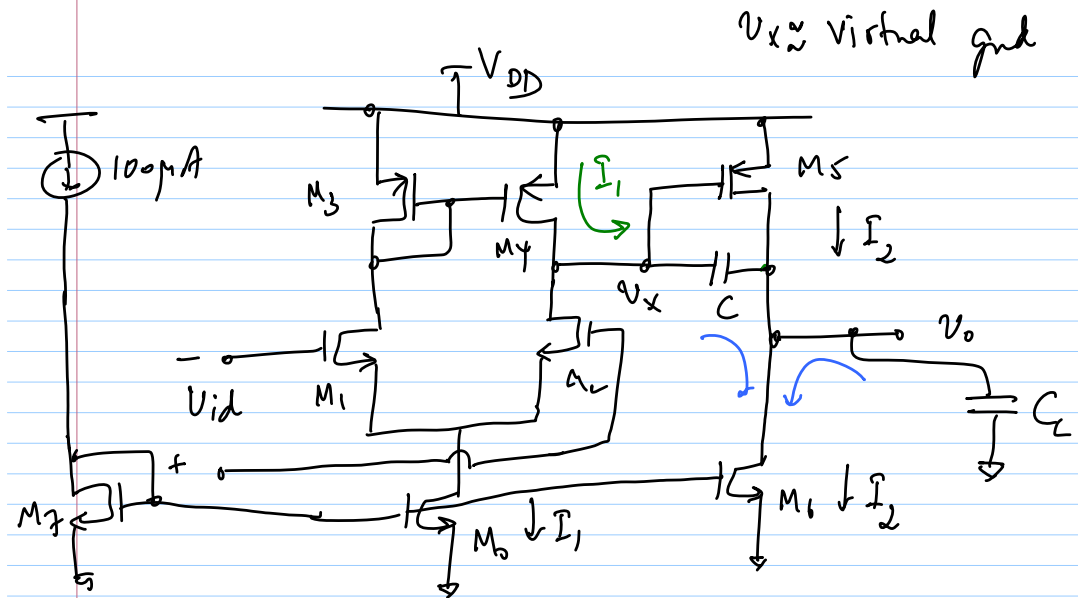 Vx ≈ virtual gnd
VDD
100μA
M3
I1
M5
M4
I2
Vx
C
Vo
−
Vid
M1
CL
+
M7
M0
I1
M6
I2